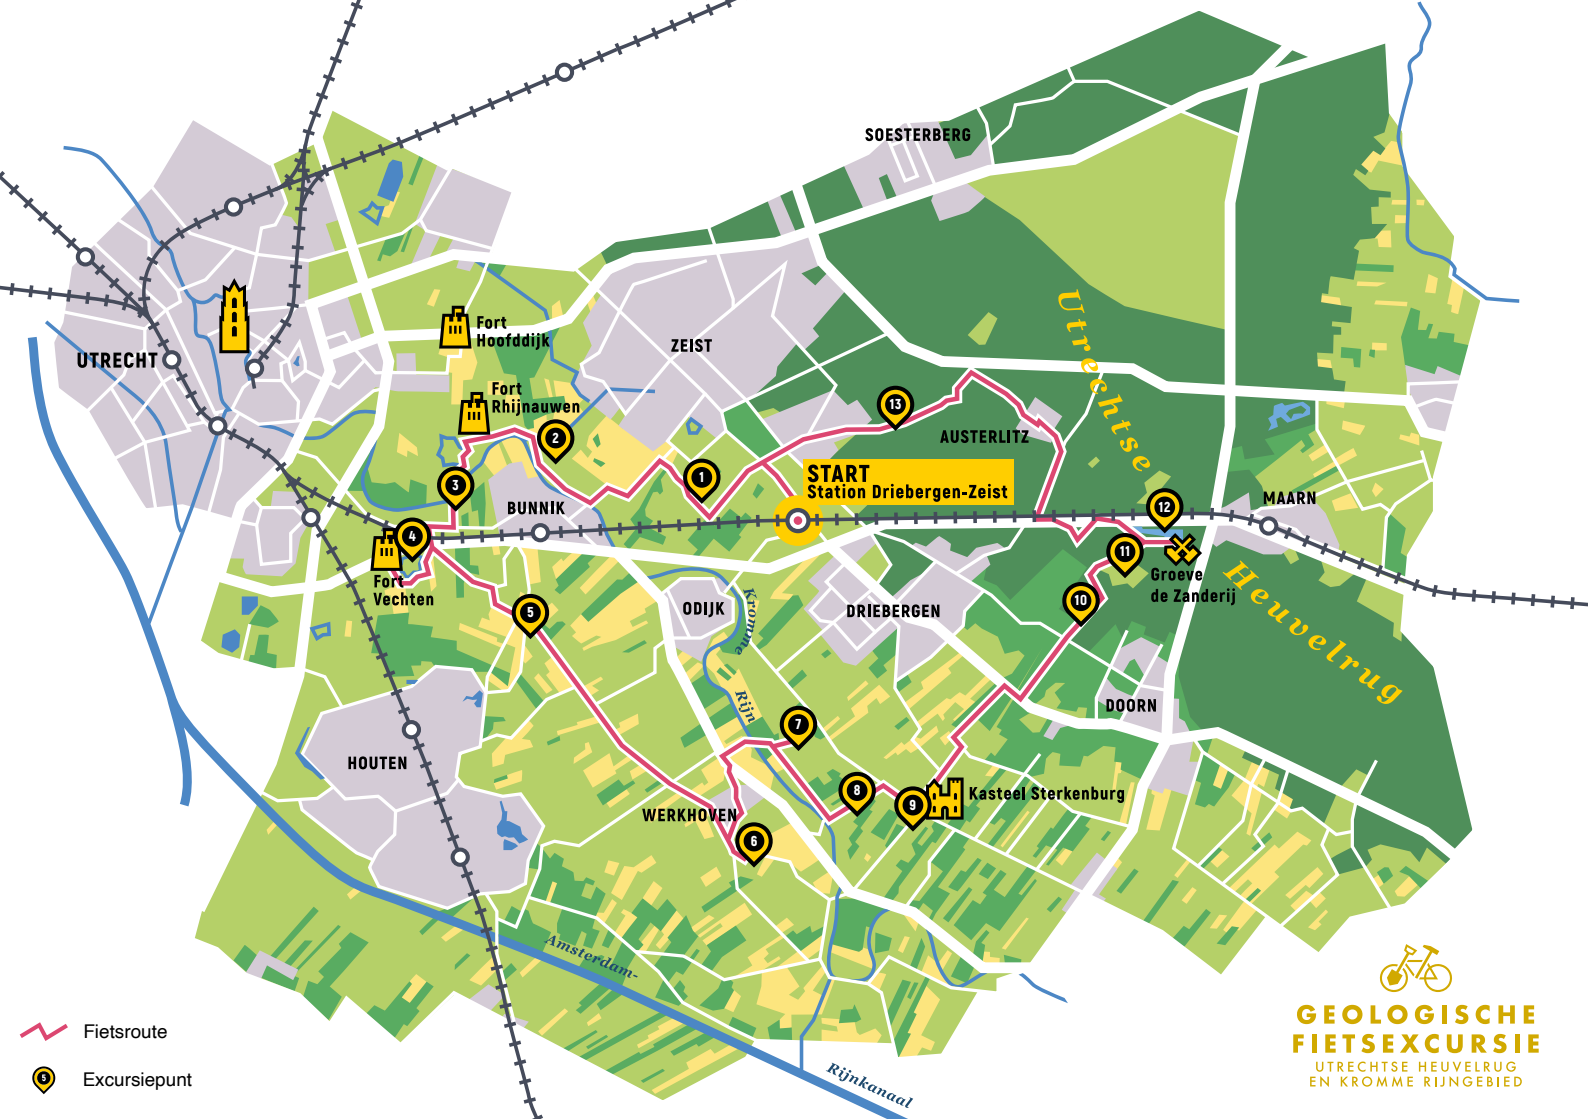 SOESTERBERG
Fort
Hoofddijk
ZEIST
UTRECHT
Fort
Rhijnauwen
Utrechtse
13
2
AUSTERLITZ
1
START
Station Driebergen-Zeist
3
BUNNIK
12
MAARN
4
11
Groeve
de Zanderij
Fort
Vechten
10
5
ODIJK
Kromme
Rijn
DRIEBERGEN
Heuvelrug
DOORN
7
HOUTEN
8
9
Kasteel Sterkenburg
WERKHOVEN
6
Amsterdam-
Rijnkanaal
Fietsroute
5
Excursiepunt
GEOLOGISCHE
FIETSEXCURSIE
UTRECHTSE HEUVELRUG
EN KROMME RIJNGEBIED